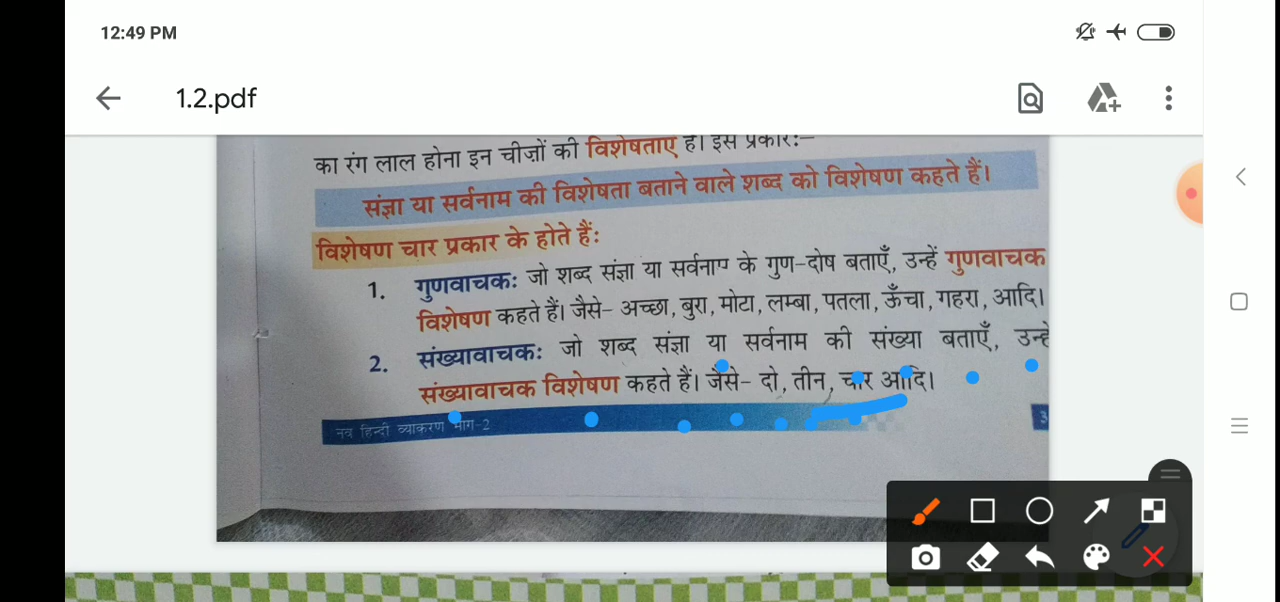 12:49 PM
1.2.pdf
का रंग लाल होना इन चीज़ों की विशेषताएँ हैं। इस प्रकार:–
संज्ञा या सर्वनाम की विशेषता बताने वाले शब्द को विशेषण कहते हैं।
विशेषण चार प्रकार के होते हैं:
1. गुणवाचक: जो शब्द संज्ञा या सर्वनाम के गुण-दोष बताएँ, उन्हें गुणवाचक
विशेषण कहते हैं। जैसे- अच्छा, बुरा, मोटा, लम्बा, पतला, ऊँचा, गहरा, आदि।
2. संख्यावाचक: जो शब्द संज्ञा या सर्वनाम की संख्या बताएँ, उन्हें
संख्यावाचक विशेषण कहते हैं। जैसे- दो, तीन, चार आदि।
नव हिन्दी व्याकरण भाग-2